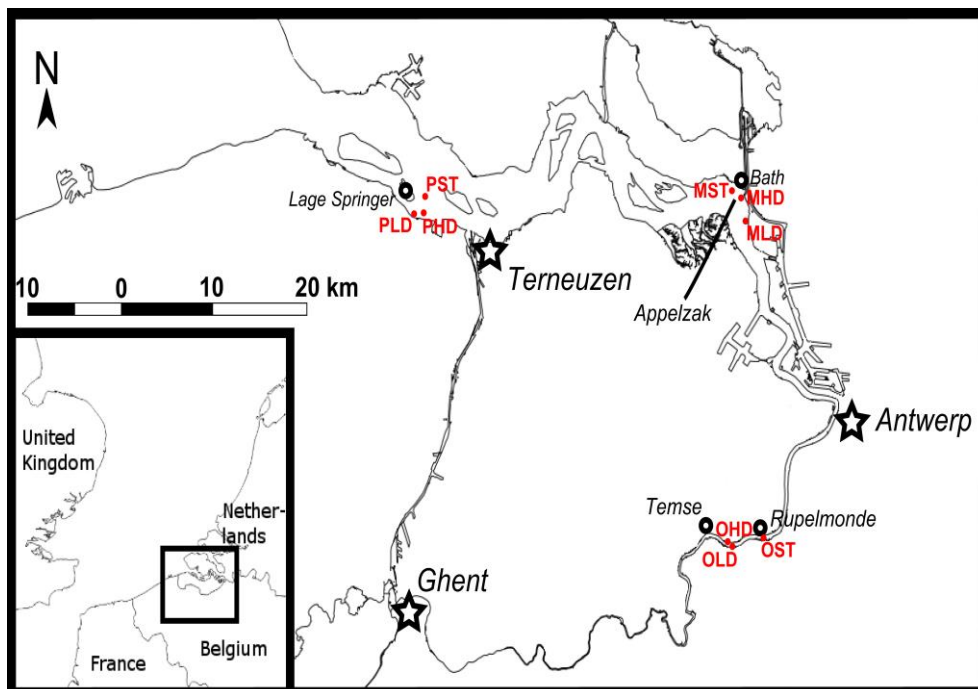 N
Lage Springer
PST
PLD
PHD
Bath
MST
MHD
MLD
Terneuzen
Appelzak
10 0 10 20 km
Antwerp
Temse
Rupelmonde
OHD
OLD
OST
Ghent
United
Kingdom
Nether-
lands
Belgium
France